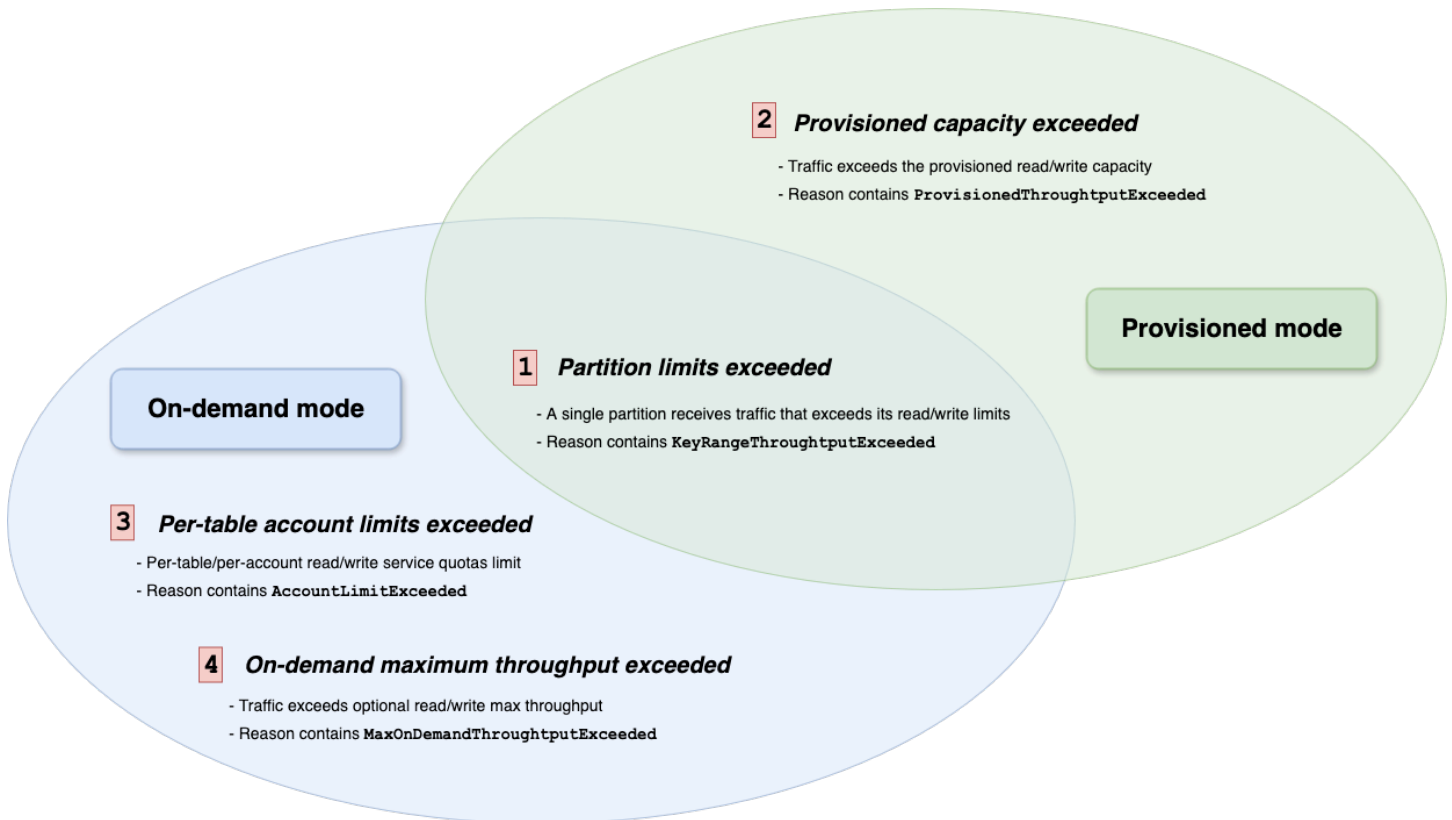 2 Provisioned capacity exceeded
- Traffic exceeds the provisioned read/write capacity
- Reason contains ProvisionedThroughtputExceeded
Provisioned mode
1 Partition limits exceeded
- A single partition receives traffic that exceeds its read/write limits
- Reason contains KeyRangeThroughtputExceeded
On-demand mode
3 Per-table account limits exceeded
- Per-table/per-account read/write service quotas limit
- Reason contains AccountLimitExceeded
4 On-demand maximum throughput exceeded
- Traffic exceeds optional read/write max throughput
- Reason contains MaxOnDemandThroughtputExceeded